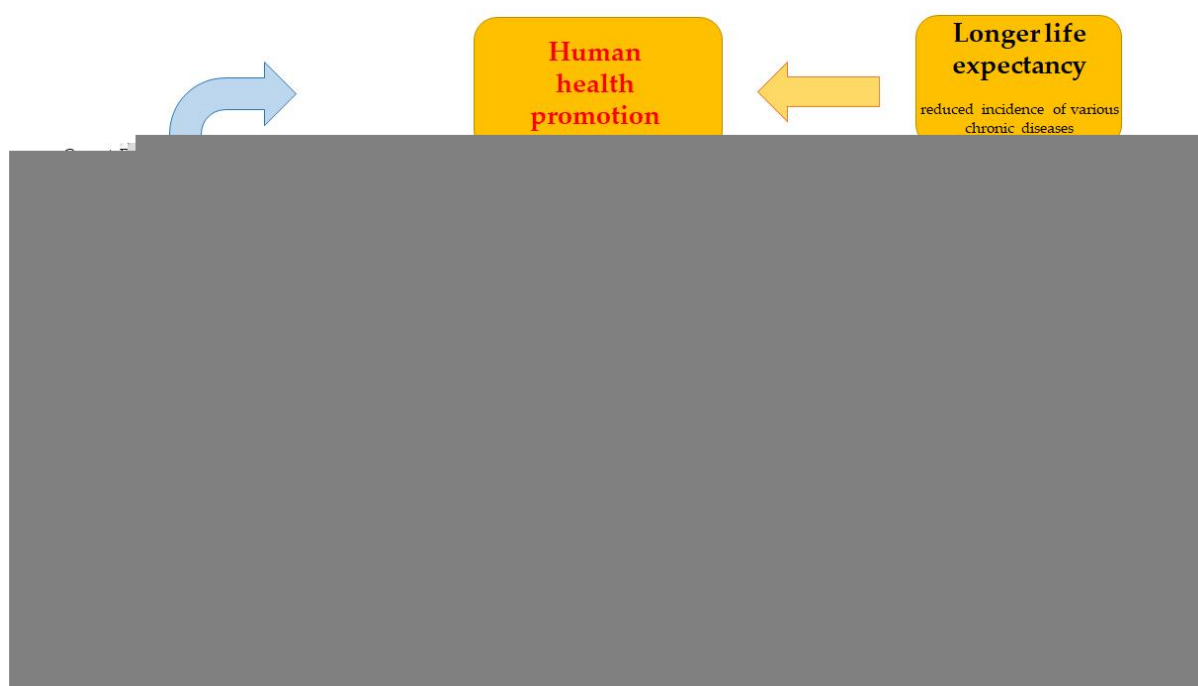 Human
health
promotion
Longer life
expectancy
reduced incidence of various
chronic diseases